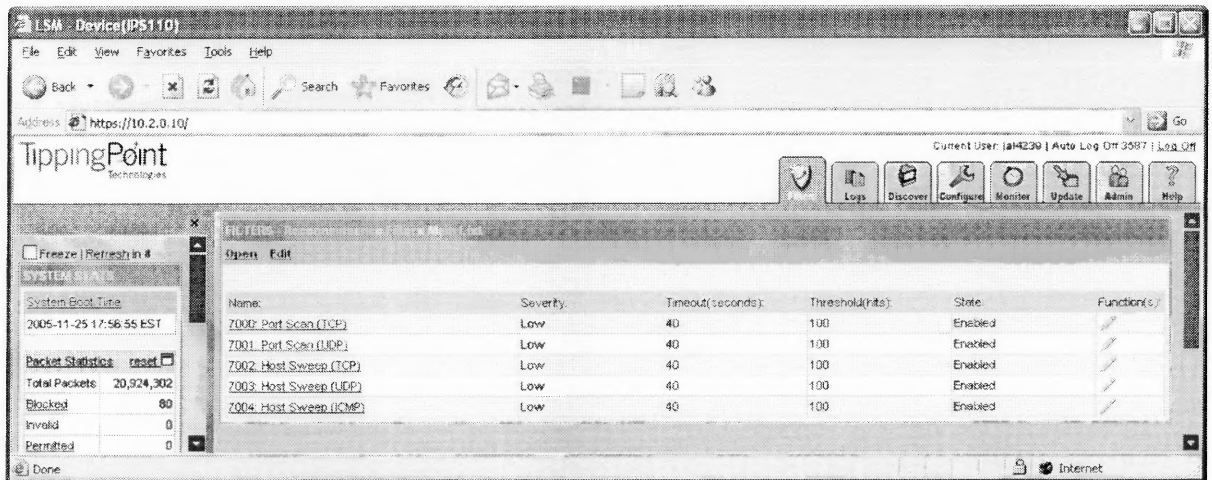 LSM - Device(IPS110)
File Edit View Favorites Tools Help
Back Search Favorites
Address https://10.2.0.10/ Go
TippingPoint
Technologies
Current User: jal4239 | Auto Log Off 3587 | Log Off
Logs Discover Configure Monitor Update Admin Help
FILTERS -
Freeze | Refresh in #
Open Edit
SYSTEM STATS
System Boot Time
2005-11-25 17:56:55 EST
Packet Statistics reset
Total Packets 20,924,302
Blocked 80
Invalid 0
Permitted 0
Name: Severity: Timeout(seconds): Threshold(hits): State: Function(s):
7000: Port Scan (TCP) Low 40 100 Enabled
7001: Port Scan (UDP) Low 40 100 Enabled
7002: Host Sweep (TCP) Low 40 100 Enabled
7003: Host Sweep (UDP) Low 40 100 Enabled
7004: Host Sweep (ICMP) Low 40 100 Enabled
Done Internet